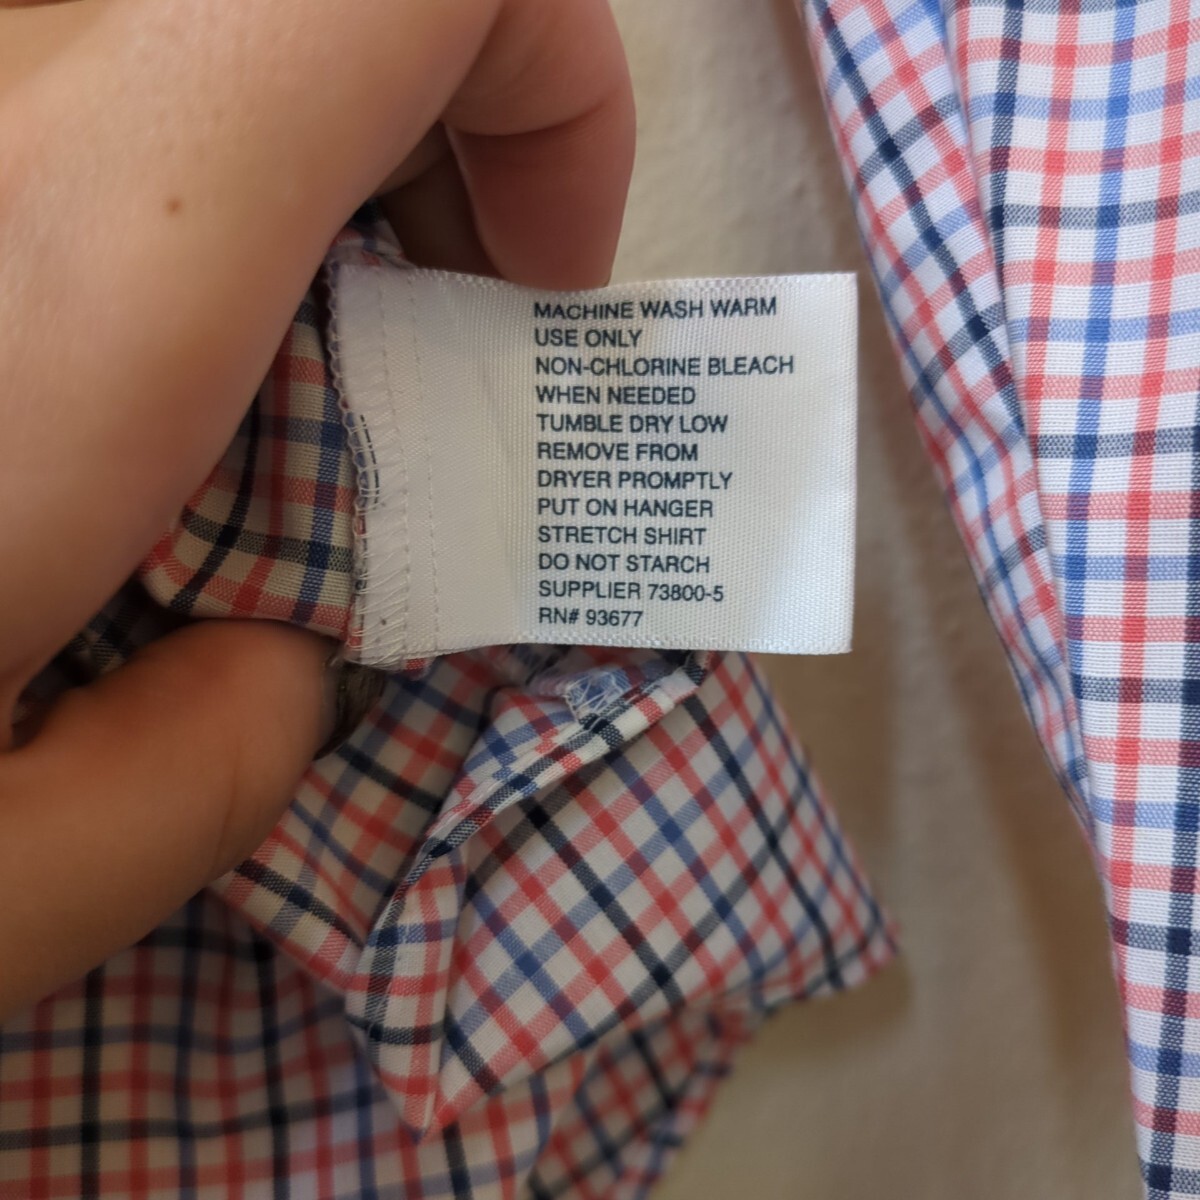 MACHINE WASH WARM
USE ONLY
NON-CHLORINE BLEACH
WHEN NEEDED
TUMBLE DRY LOW
REMOVE FROM
DRYER PROMPTLY
PUT ON HANGER
STRETCH SHIRT
DO NOT STARCH
SUPPLIER 73800-5
RN# 93677